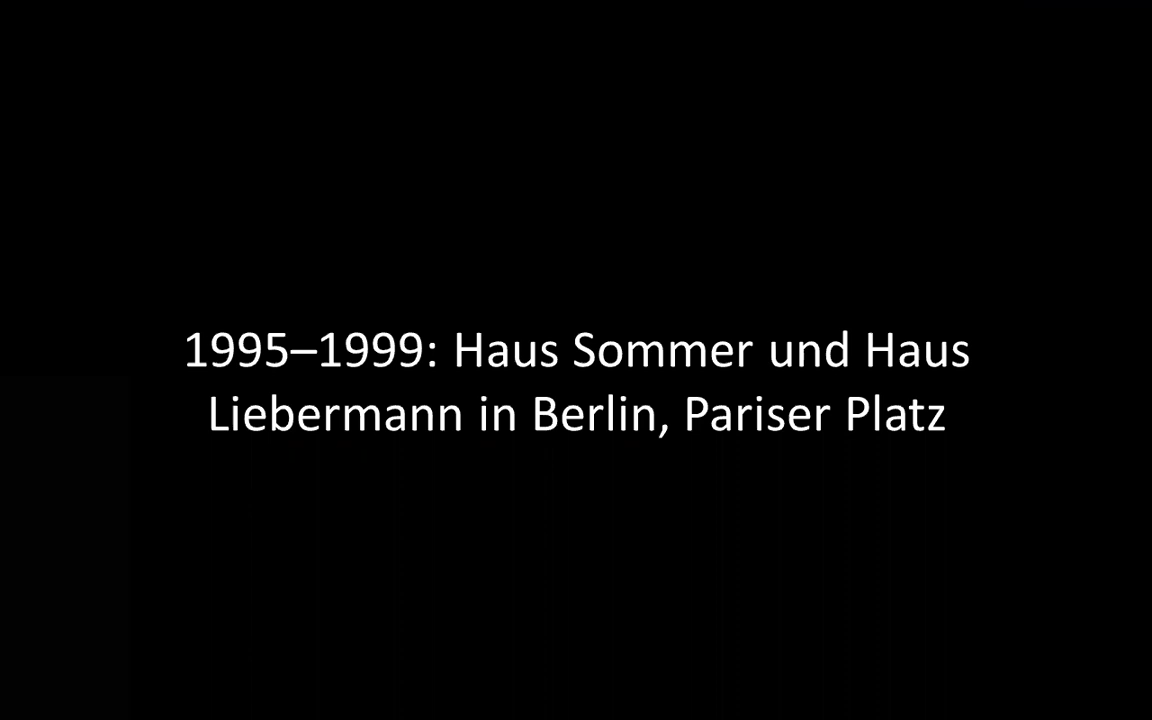 1995–1999: Haus Sommer und Haus
Liebermann in Berlin, Pariser Platz